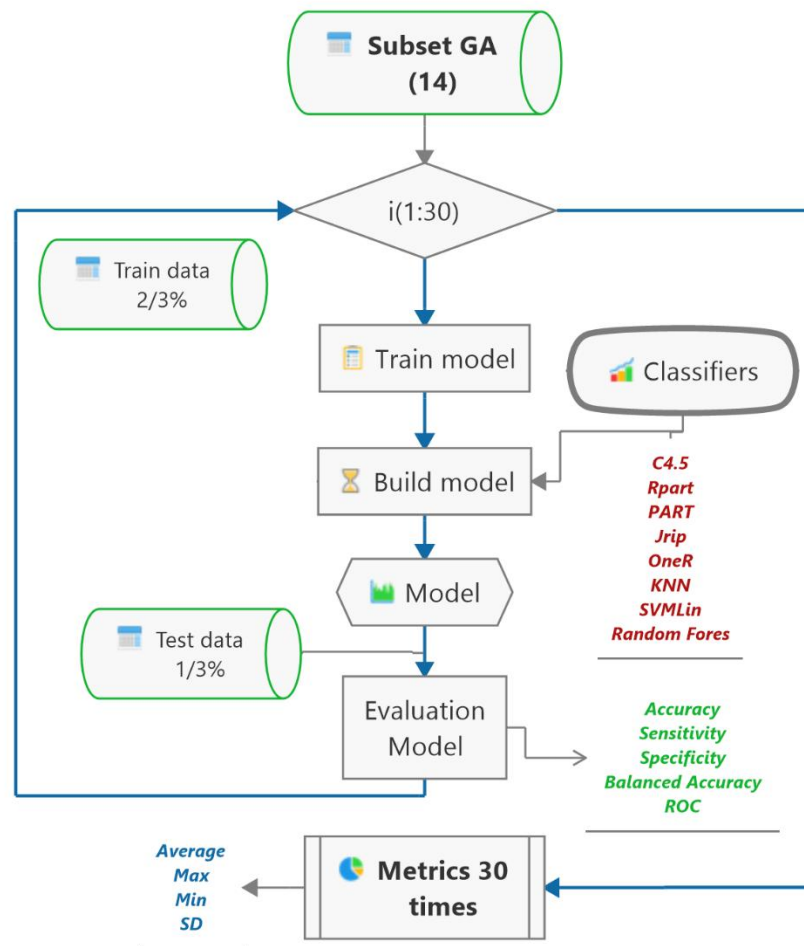 Subset GA
(14)
i(1:30)
Train data
2/3%
Train model
Classifiers
Build model
C4.5
Rpart
PART
Jrip
OneR
KNN
SVMLin
Random Fores
Model
Test data
1/3%
Evaluation
Model
Accuracy
Sensitivity
Specificity
Balanced Accuracy
ROC
Metrics 30
times
Average
Max
Min
SD